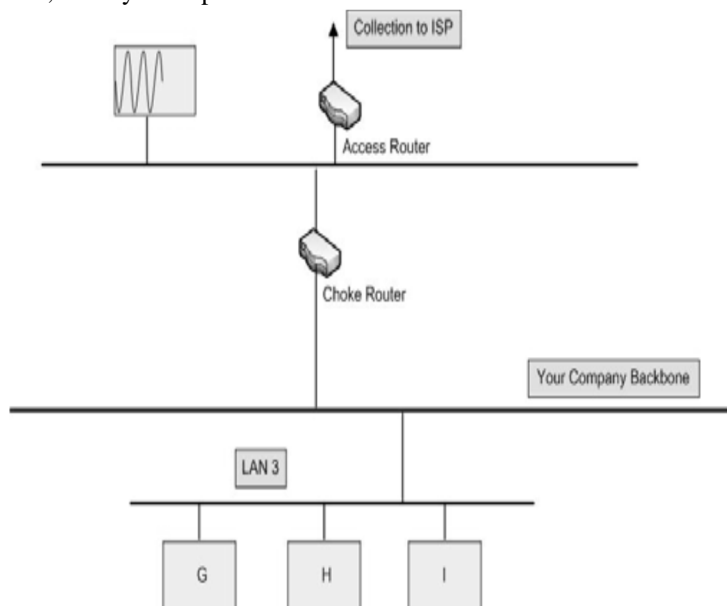 Collection to ISP
Access Router
Choke Router
Your Company Backbone
LAN 3
G H I